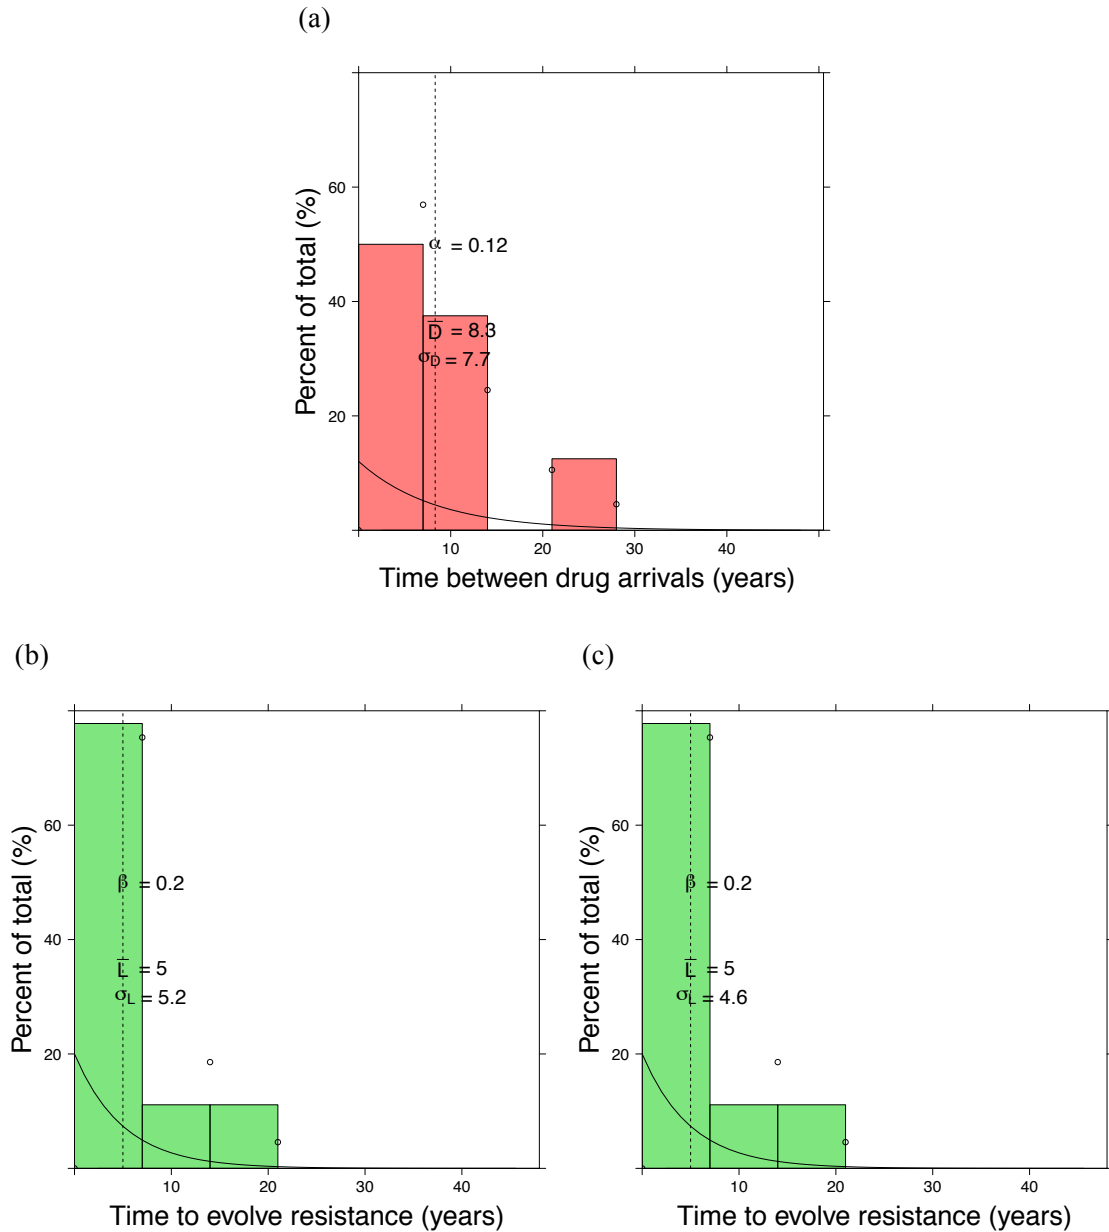 (a)
Percent of total (%)
60
40
20
α = 0.12
D̅ = 8.3
σD = 7.7
10
20
30
40
Time between drug arrivals (years)
(b)
Percent of total (%)
60
40
20
β = 0.2
L̅ = 5
σL = 5.2
10
20
30
40
Time to evolve resistance (years)
(c)
Percent of total (%)
60
40
20
β = 0.2
L̅ = 5
σL = 4.6
10
20
30
40
Time to evolve resistance (years)